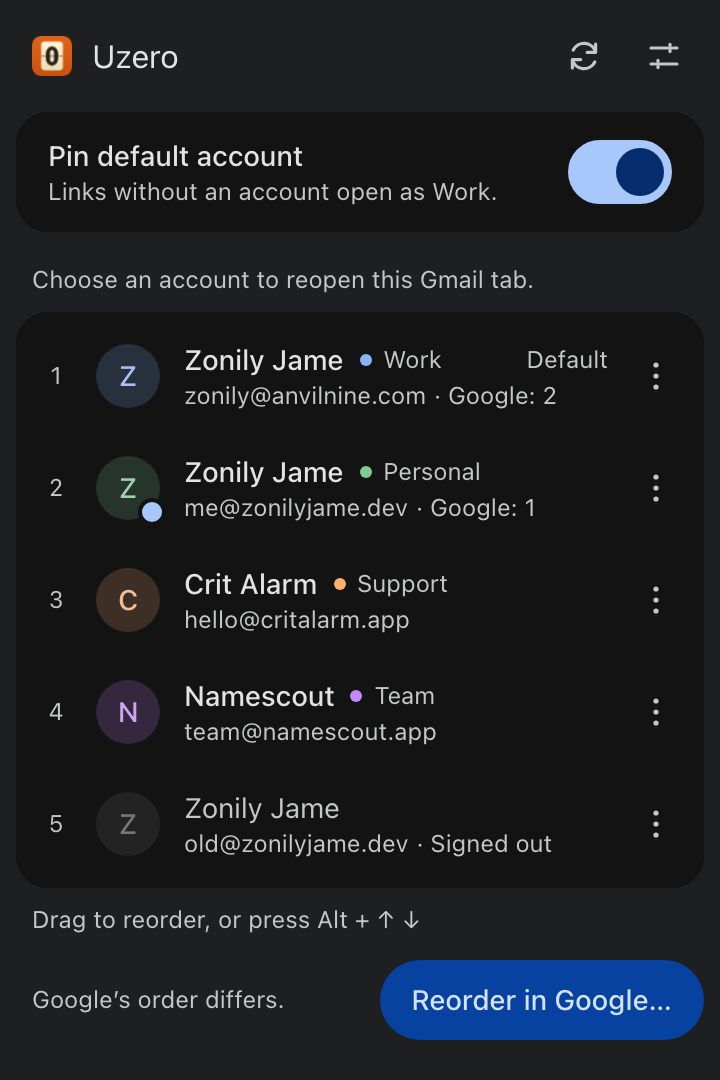 0 Uzero
Pin default account
Links without an account open as Work.
Choose an account to reopen this Gmail tab.
1 Z Zonily Jame Work Default
zonily@anvilnine.com · Google: 2
2 Z Zonily Jame Personal
me@zonilyjame.dev · Google: 1
3 C Crit Alarm Support
hello@critalarm.app
4 N Namescout Team
team@namescout.app
5 Z Zonily Jame
old@zonilyjame.dev · Signed out
Drag to reorder, or press Alt + ↑ ↓
Google’s order differs. Reorder in Google...